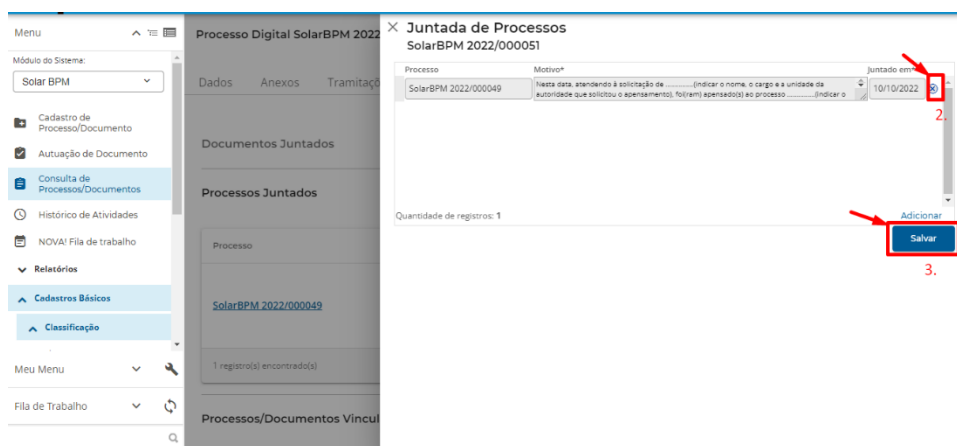 Menu
Módulo do Sistema:
Solar BPM
Cadastro de
Processo/Documento
Autuação de Documento
Consulta de
Processos/Documentos
Histórico de Atividades
NOVA! Fila de trabalho
Relatórios
Cadastros Básicos
Classificação
Meu Menu
Fila de Trabalho
Processo Digital SolarBPM 2022
Dados Anexos Tramitaçõ
Documentos Juntados
Processos Juntados
Processo
SolarBPM 2022/000049
1 registro(s) encontrado(s)
Processos/Documentos Vincul
Juntada de Processos
SolarBPM 2022/000051
Processo Motivo* Juntado em*
SolarBPM 2022/000049
Nesta data, atendendo à solicitação de ..............(indicar o nome, o cargo e a unidade da
autoridade que solicitou o apensamento), foi(ram) apensado(s) ao processo ..............(indicar o
10/10/2022
2.
Quantidade de registros: 1
Adicionar
Salvar
3.